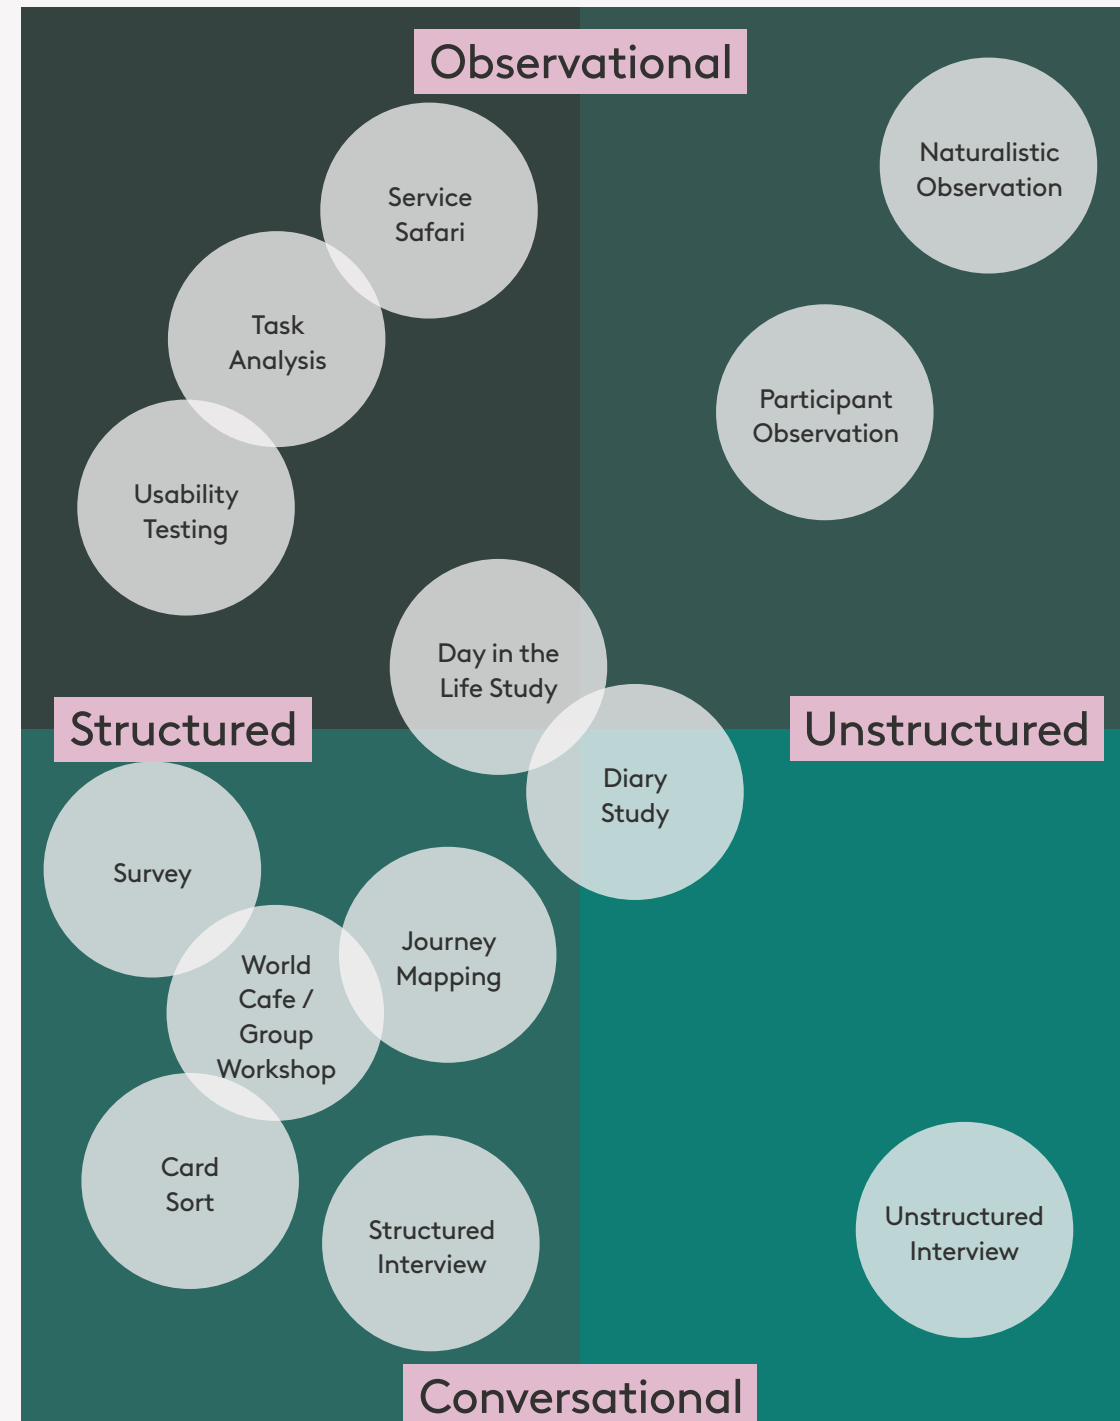 Observational
Naturalistic
Observation
Service
Safari
Task
Analysis
Participant
Observation
Usability
Testing
Day in the
Life Study
Structured
Unstructured
Diary
Study
Survey
Journey
Mapping
World
Cafe /
Group
Workshop
Card
Sort
Structured
Interview
Unstructured
Interview
Conversational